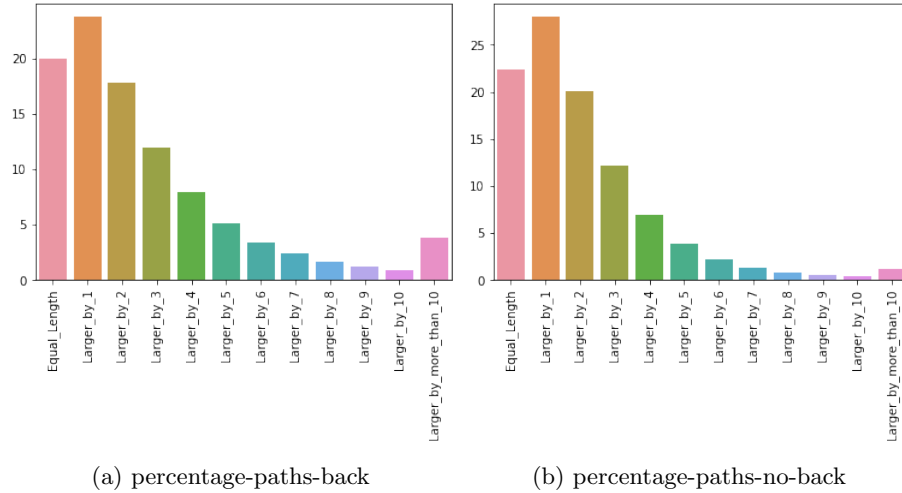 20
15
10
5
0
Equal_Length
Larger_by_1
Larger_by_2
Larger_by_3
Larger_by_4
Larger_by_5
Larger_by_6
Larger_by_7
Larger_by_8
Larger_by_9
Larger_by_10
Larger_by_more_than_10
(a) percentage-paths-back
25
20
15
10
5
0
Equal_Length
Larger_by_1
Larger_by_2
Larger_by_3
Larger_by_4
Larger_by_5
Larger_by_6
Larger_by_7
Larger_by_8
Larger_by_9
Larger_by_10
Larger_by_more_than_10
(b) percentage-paths-no-back